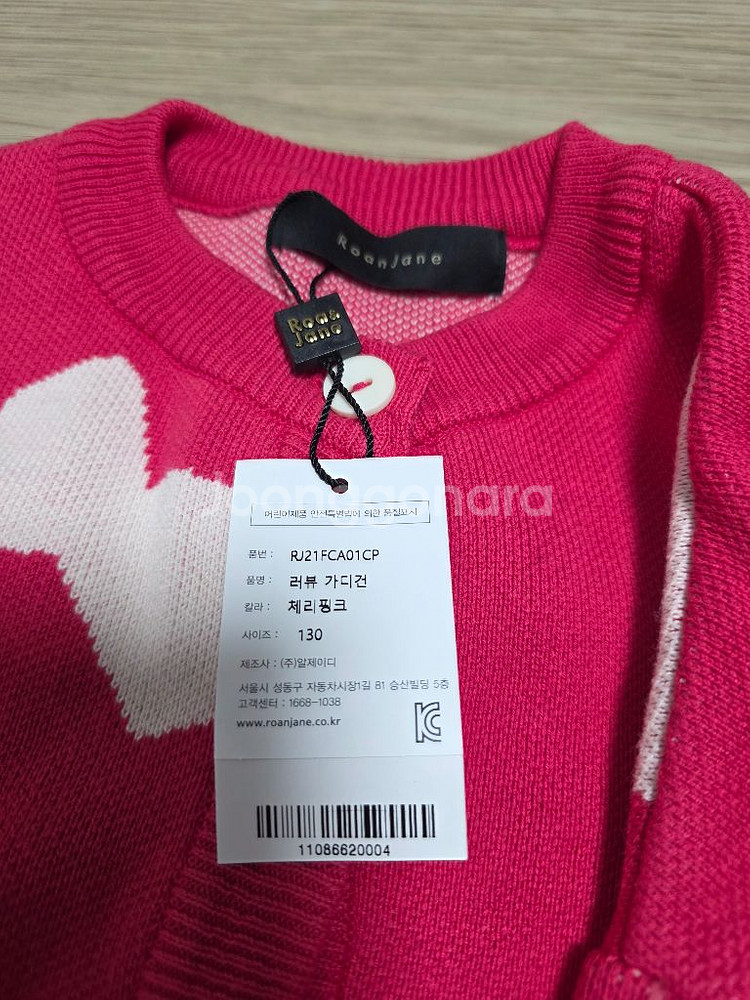 RoanJane
Roa&
Jane
joonggonara
어린이제품 안전특별법에 의한 품질표시
품번 : RJ21FCA01CP
품명 : 러뷰 가디건
칼라 : 체리핑크
사이즈 : 130
제조사 : (주)알제이디
서울시 성동구 자동차시장1길 81 승산빌딩 5층
고객센터 : 1668-1038
www.roanjane.co.kr
11086620004